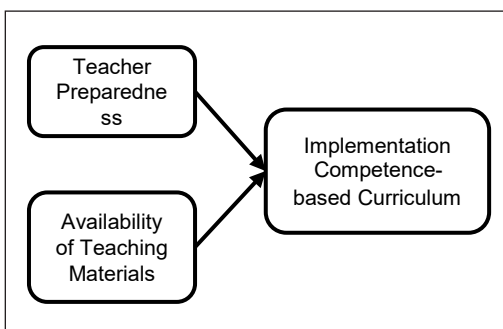 Teacher
Preparedne
ss
Implementation
Competence-
based Curriculum
Availability
of Teaching
Materials